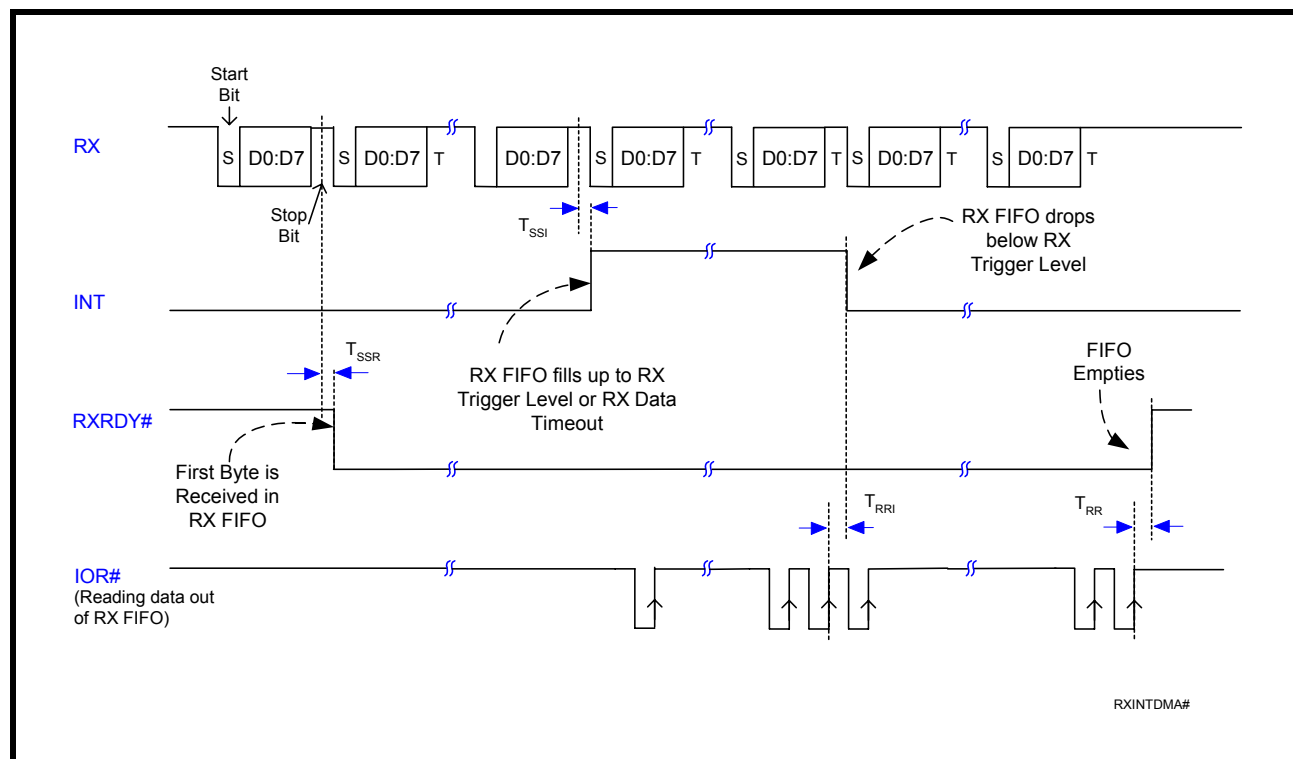 Start
Bit
RX
S
D0:D7
S
D0:D7
T
D0:D7
S
D0:D7
T
S
D0:D7
T
S
D0:D7
T
S
D0:D7
T
Stop
Bit
TSSI
RX FIFO drops
below RX
Trigger Level
INT
TSSR
RX FIFO fills up to RX
Trigger Level or RX Data
Timeout
FIFO
Empties
RXRDY#
First Byte is
Received in
RX FIFO
TRRI
TRR
IOR#
(Reading data out
of RX FIFO)
RXINTDMA#